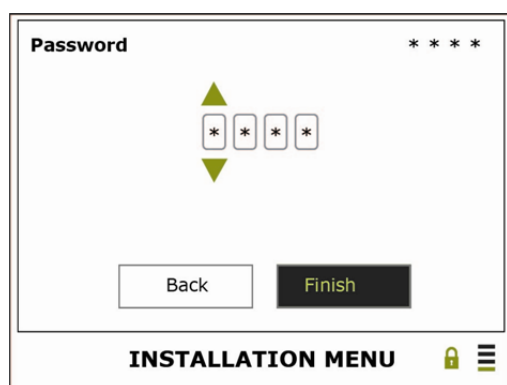 Password * * * *
* * * *
Back Finish
INSTALLATION MENU